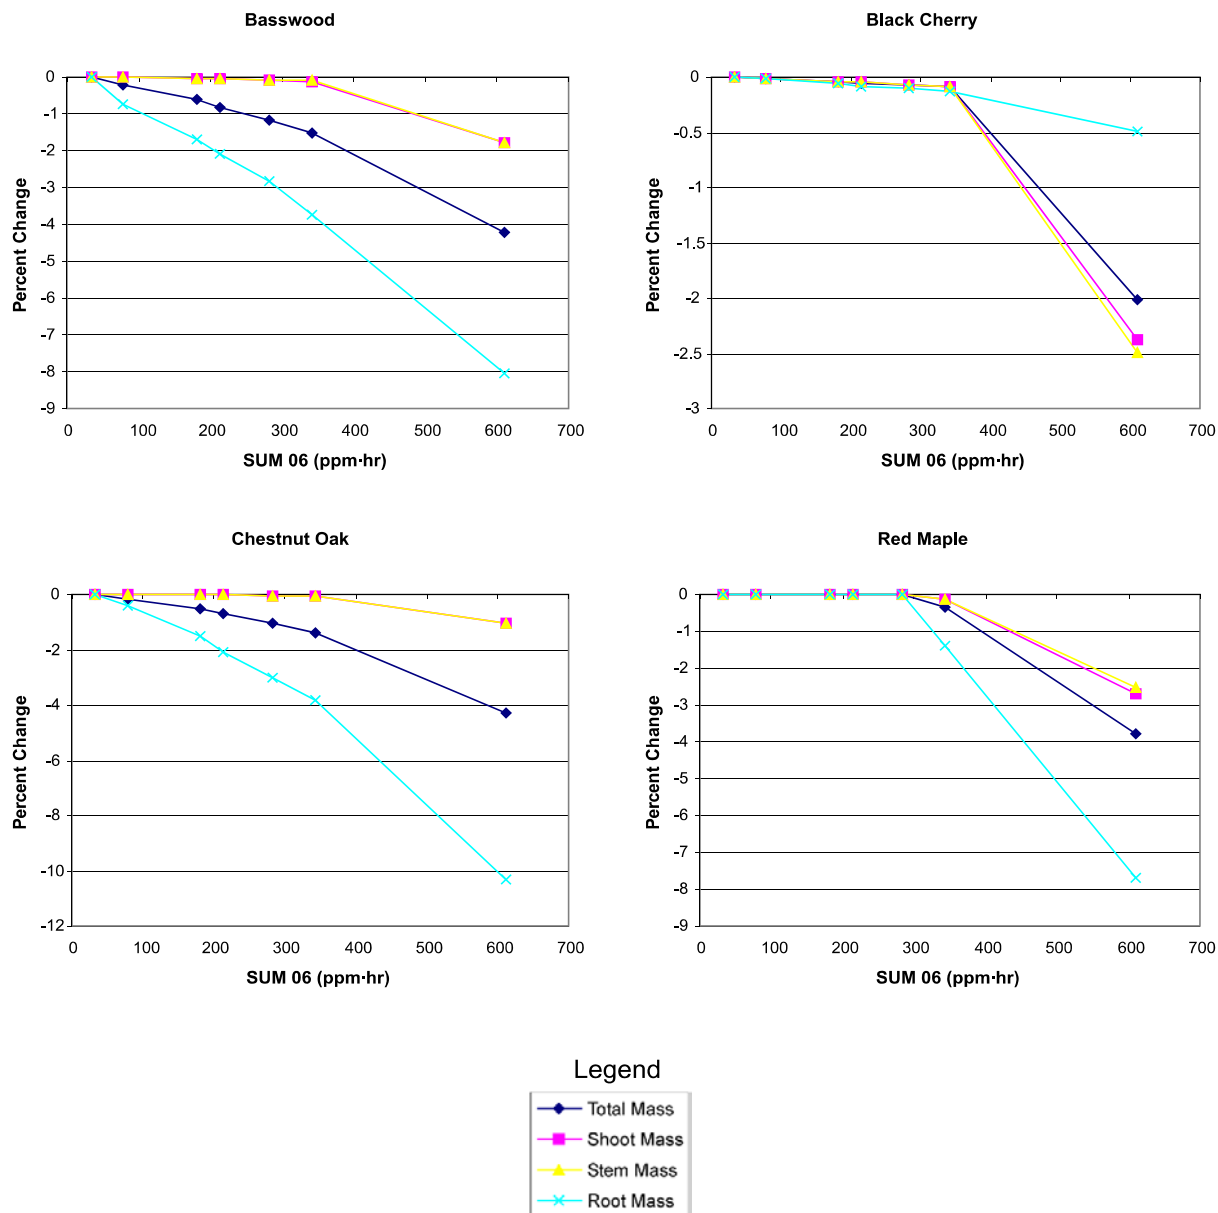 Basswood
0
-1
-2
-3
-4
-5
-6
-7
-8
-9
Percent Change
0 100 200 300 400 500 600 700
SUM 06 (ppm·hr)
Black Cherry
0
-0.5
-1
-1.5
-2
-2.5
-3
Percent Change
0 100 200 300 400 500 600 700
SUM 06 (ppm·hr)
Chestnut Oak
0
-2
-4
-6
-8
-10
-12
Percent Change
0 100 200 300 400 500 600 700
SUM 06 (ppm·hr)
Red Maple
0
-1
-2
-3
-4
-5
-6
-7
-8
-9
Percent Change
0 100 200 300 400 500 600 700
SUM 06 (ppm·hr)
Legend
Total Mass
Shoot Mass
Stem Mass
Root Mass